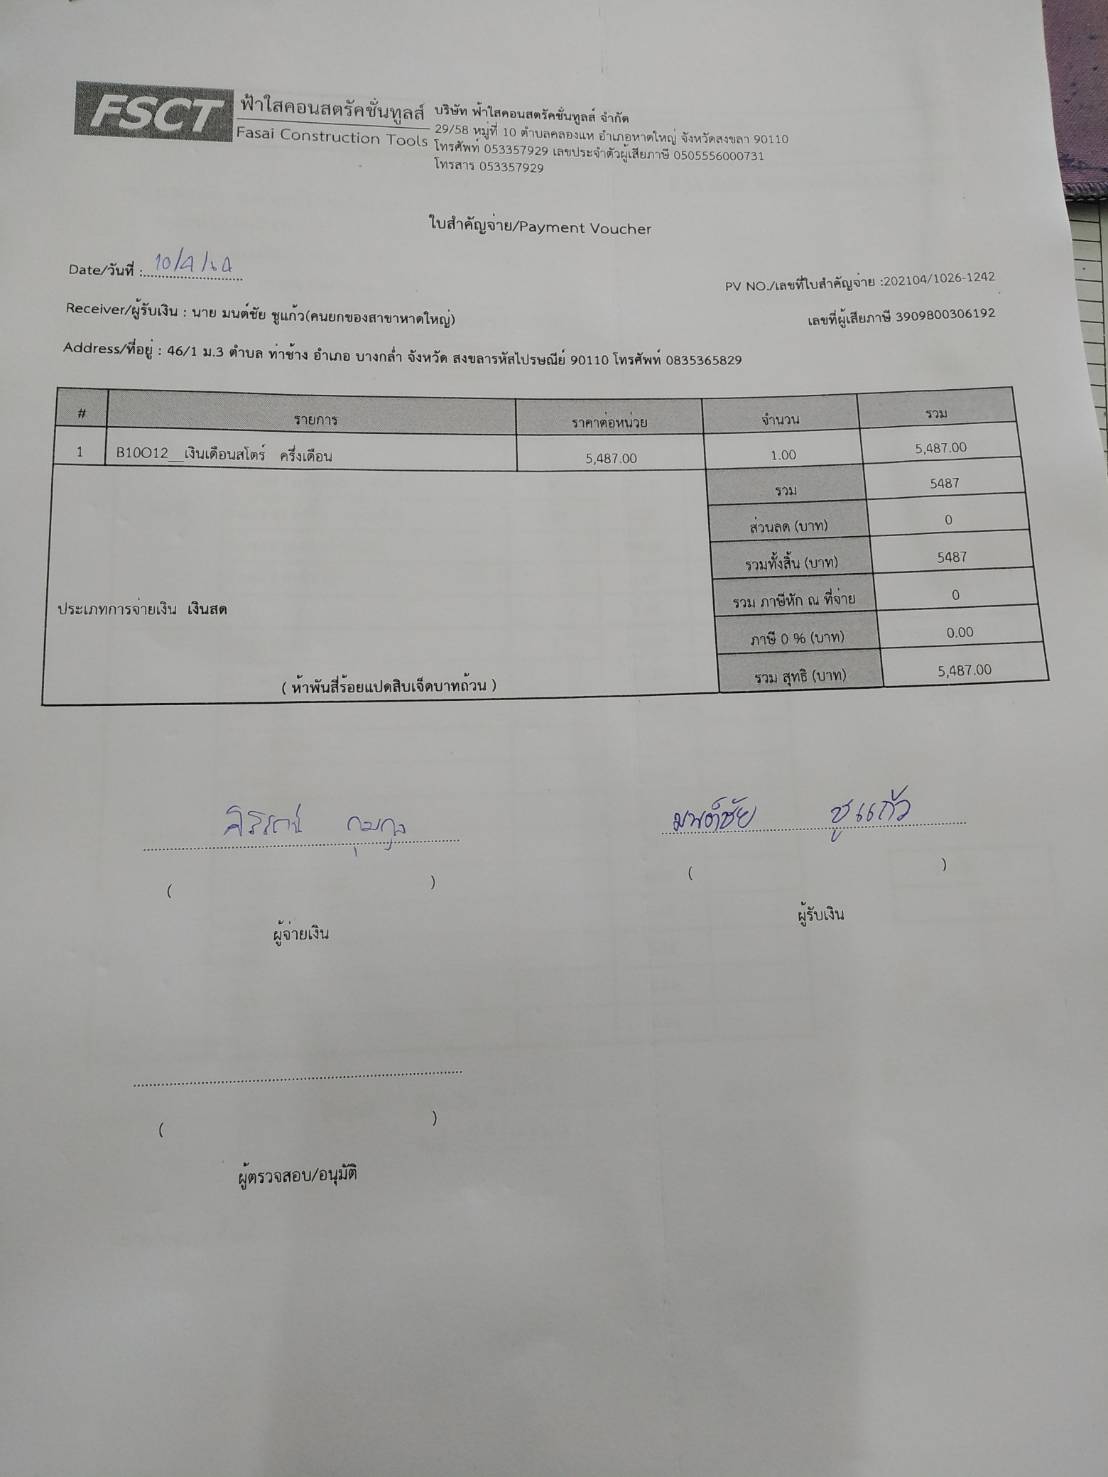 FSCT
ฟ้าใสคอนสตรัคชั่นทูลส์
Fasai Construction Tools
บริษัท ฟ้าใสคอนสตรัคชั่นทูลส์ จำกัด
29/58 หมู่ที่ 10 ตำบลคลองแห อำเภอหาดใหญ่ จังหวัดสงขลา 90110
โทรศัพท์ 053357929 เลขประจำตัวผู้เสียภาษี 0505556000731
โทรสาร 053357929
ใบสำคัญจ่าย/Payment Voucher
Date/วันที่ :
PV NO./เลขที่ใบสำคัญจ่าย :202104/1026-1242
Receiver/ผู้รับเงิน : นาย มนต์ชัย ชูแก้ว(คนยกของสาขาหาดใหญ่)
เลขที่ผู้เสียภาษี 3909800306192
Address/ที่อยู่ : 46/1 ม.3 ตำบล ท่าช้าง อำเภอ บางกล่ำ จังหวัด สงขลารหัสไปรษณีย์ 90110 โทรศัพท์ 0835365829
# รายการ ราคาต่อหน่วย จำนวน รวม
1 B10O12__เงินเดือนสโตร์ ครึ่งเดือน 5,487.00 1.00 5,487.00
รวม 5487
ส่วนลด (บาท) 0
รวมทั้งสิ้น (บาท) 5487
ประเภทการจ่ายเงิน เงินสด
รวม ภาษีหัก ณ ที่จ่าย 0
ภาษี 0 % (บาท) 0.00
( ห้าพันสี่ร้อยแปดสิบเจ็ดบาทถ้วน )
รวม สุทธิ (บาท) 5,487.00
มนต์ชัย ชูแก้ว
( )
( )
ผู้จ่ายเงิน
ผู้รับเงิน
( )
ผู้ตรวจสอบ/อนุมัติ